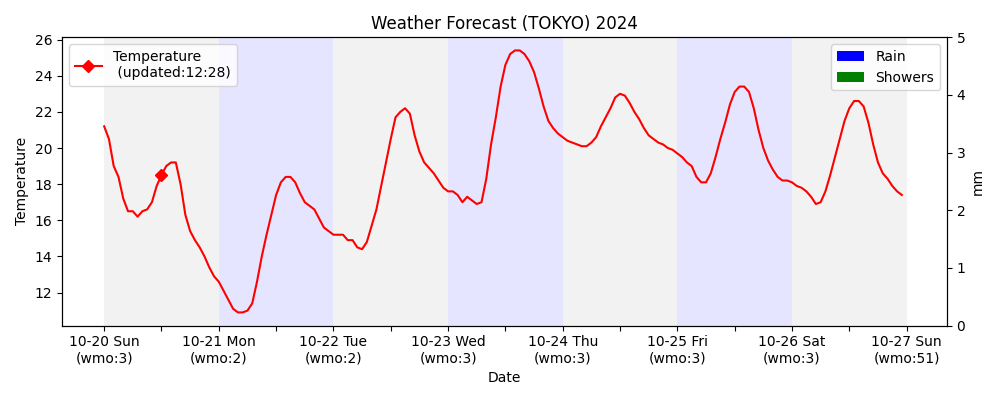 Weather Forecast (TOKYO) 2024
Temperature
(updated:12:28)
Rain
Showers
Temperature
26
24
22
20
18
16
14
12
5
4
3
2
1
0
mm
10-20 Sun
(wmo:3)
10-21 Mon
(wmo:2)
10-22 Tue
(wmo:2)
10-23 Wed
(wmo:3)
10-24 Thu
(wmo:3)
10-25 Fri
(wmo:3)
10-26 Sat
(wmo:3)
10-27 Sun
(wmo:51)
Date